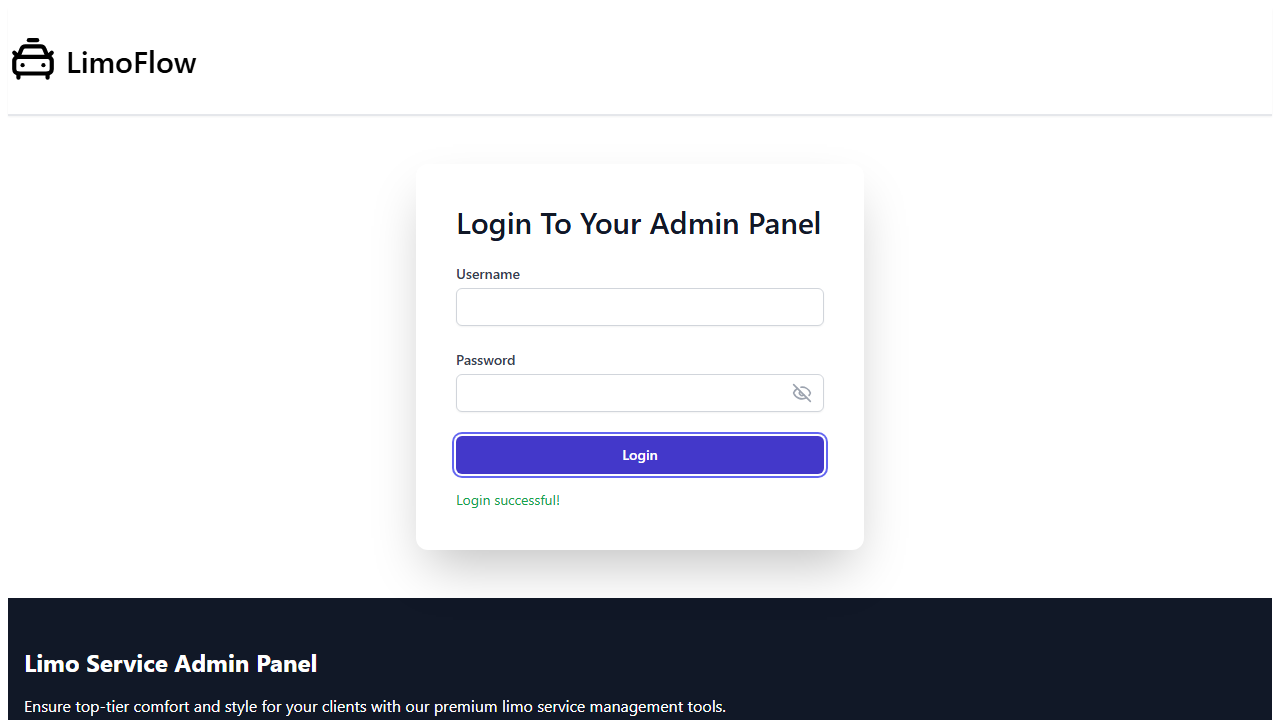 LimoFlow
Login To Your Admin Panel
Username
Password
Login
Login successful!
Limo Service Admin Panel
Ensure top-tier comfort and style for your clients with our premium limo service management tools.